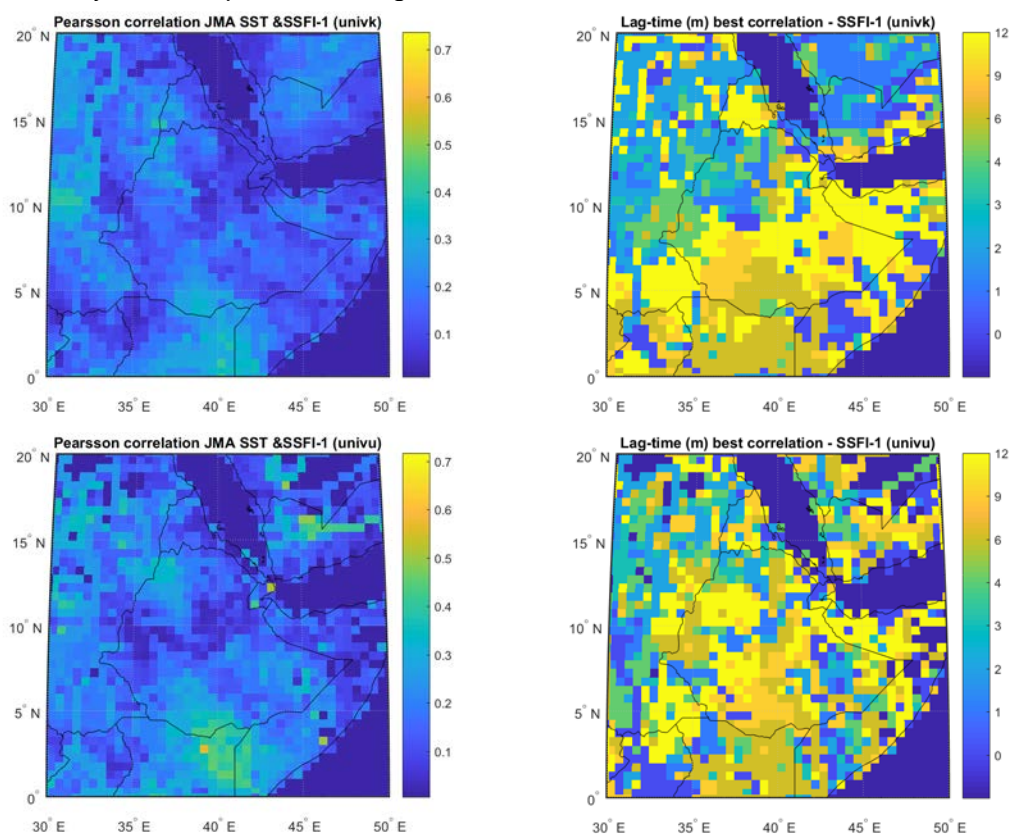 Pearsson correlation JMA SST &SSFI-1 (univk)
20° N
15° N
10° N
5° N
0°
30° E
35° E
40° E
45° E
50° E
0.7
0.6
0.5
0.4
0.3
0.2
0.1
Lag-time (m) best correlation - SSFI-1 (univk)
20° N
15° N
10° N
5° N
0°
30° E
35° E
40° E
45° E
50° E
12
9
6
4
3
2
1
0
Pearsson correlation JMA SST &SSFI-1 (univu)
20° N
15° N
10° N
5° N
0°
30° E
35° E
40° E
45° E
50° E
0.7
0.6
0.5
0.4
0.3
0.2
0.1
Lag-time (m) best correlation - SSFI-1 (univu)
20° N
15° N
10° N
5° N
0°
30° E
35° E
40° E
45° E
50° E
12
9
6
4
3
2
1
0